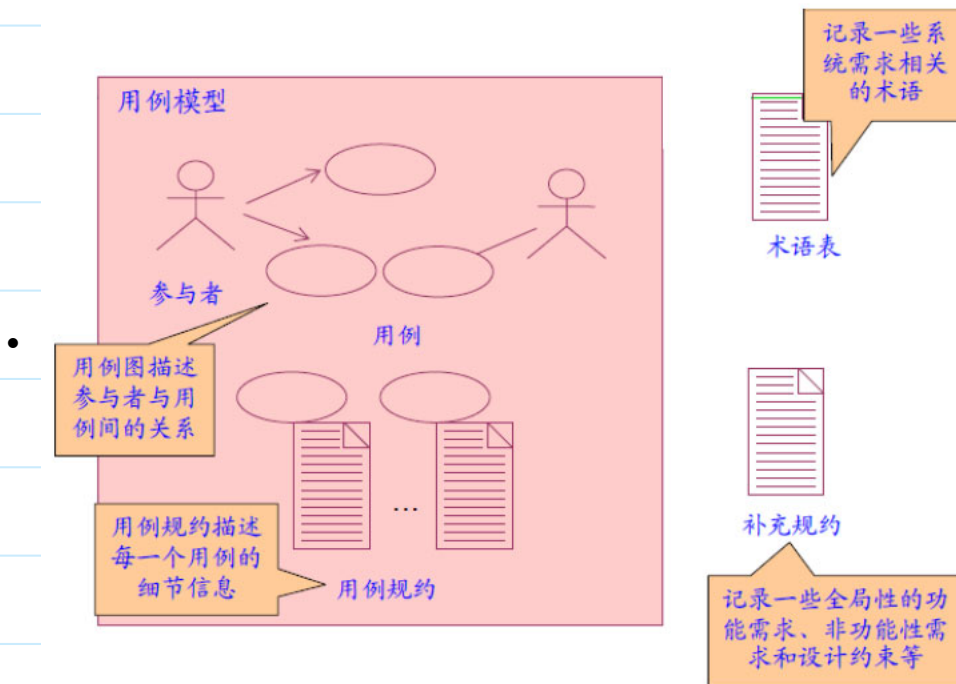 用例模型
参与者
用例
用例图描述
参与者与用
例间的关系
...
用例规约描述
每一个用例的
细节信息
用例规约
记录一些系
统需求相关
的术语
术语表
补充规约
记录一些全局性的功
能需求、非功能性需
求和设计约束等